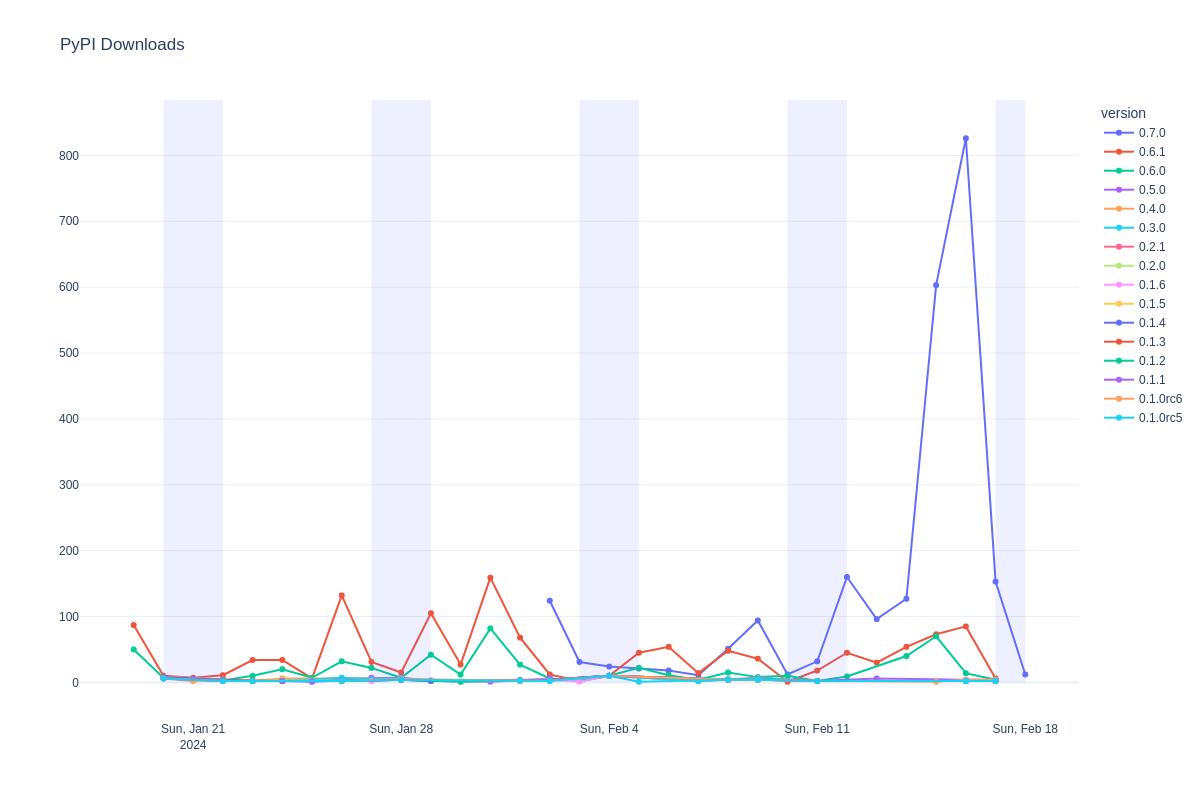 PyPI Downloads
version
0.7.0
0.6.1
0.6.0
0.5.0
0.4.0
0.3.0
0.2.1
0.2.0
0.1.6
0.1.5
0.1.4
0.1.3
0.1.2
0.1.1
0.1.0rc6
0.1.0rc5
800
700
600
500
400
300
200
100
0
Sun, Jan 21
2024
Sun, Jan 28
Sun, Feb 4
Sun, Feb 11
Sun, Feb 18